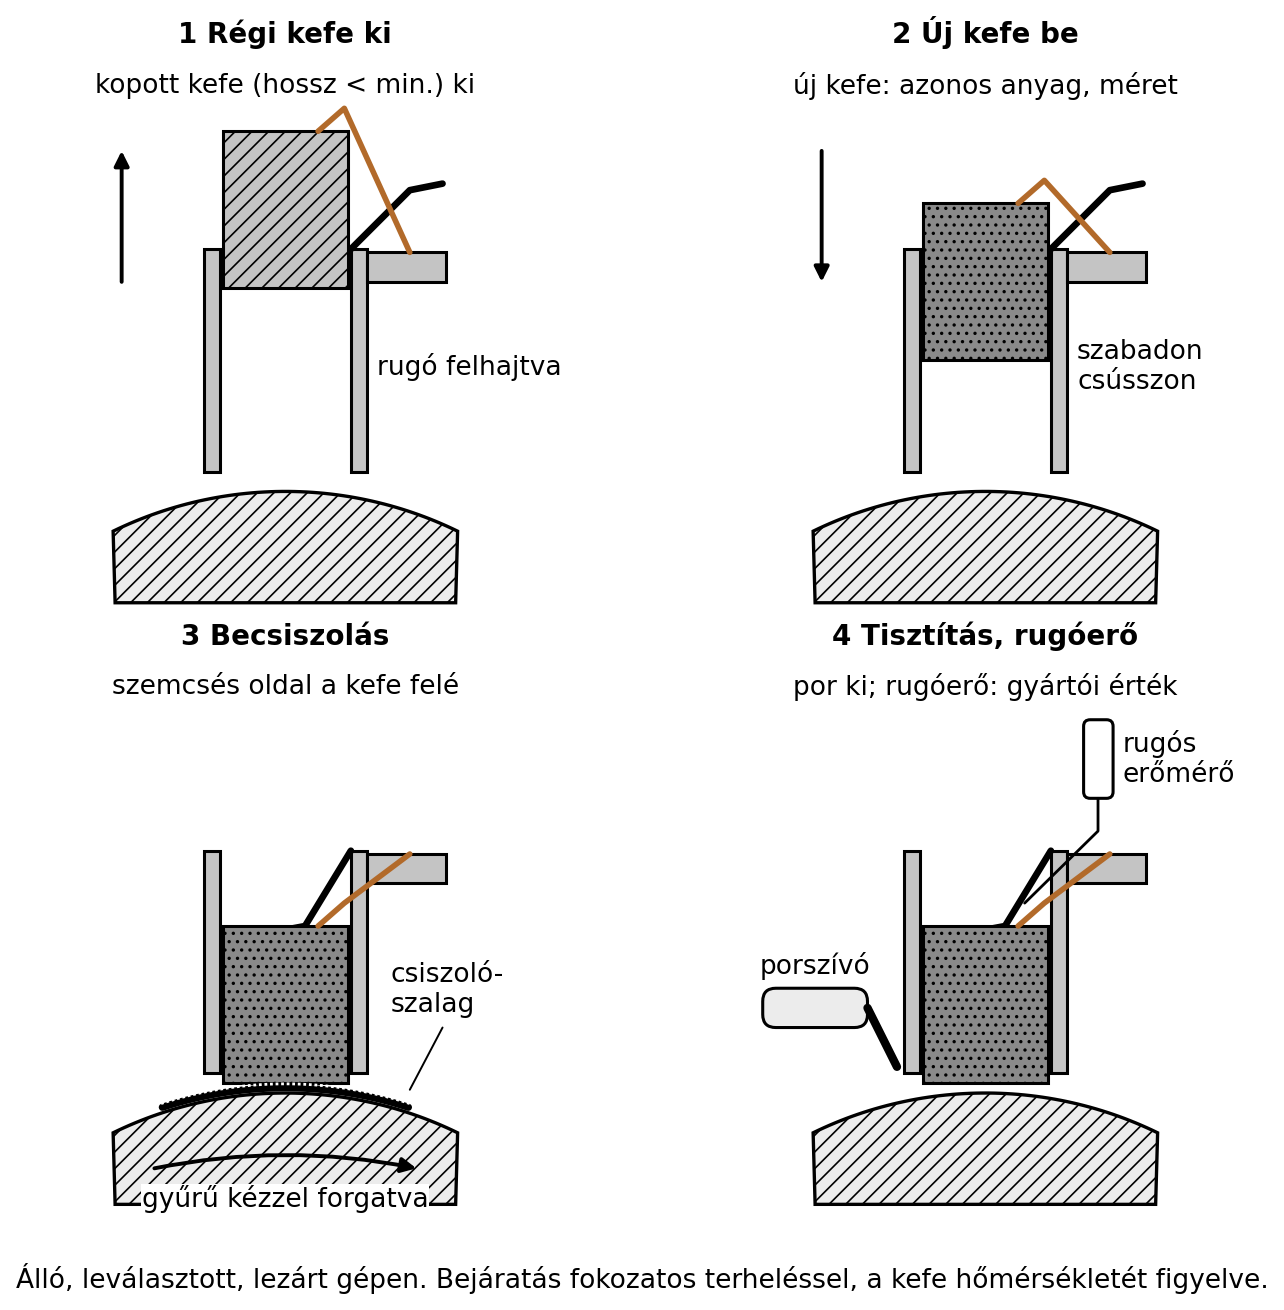 1 Régi kefe ki
kopott kefe (hossz < min.) ki
rugó felhajtva
2 Új kefe be
új kefe: azonos anyag, méret
szabadon
csússzon
3 Becsiszolás
szemcsés oldal a kefe felé
csiszoló-
szalag
gyűrű kézzel forgatva
4 Tisztítás, rugóerő
por ki; rugóerő: gyártói érték
rugós
erőmérő
porszívó
Álló, leválasztott, lezárt gépen. Bejáratás fokozatos terheléssel, a kefe hőmérsékletét figyelve.